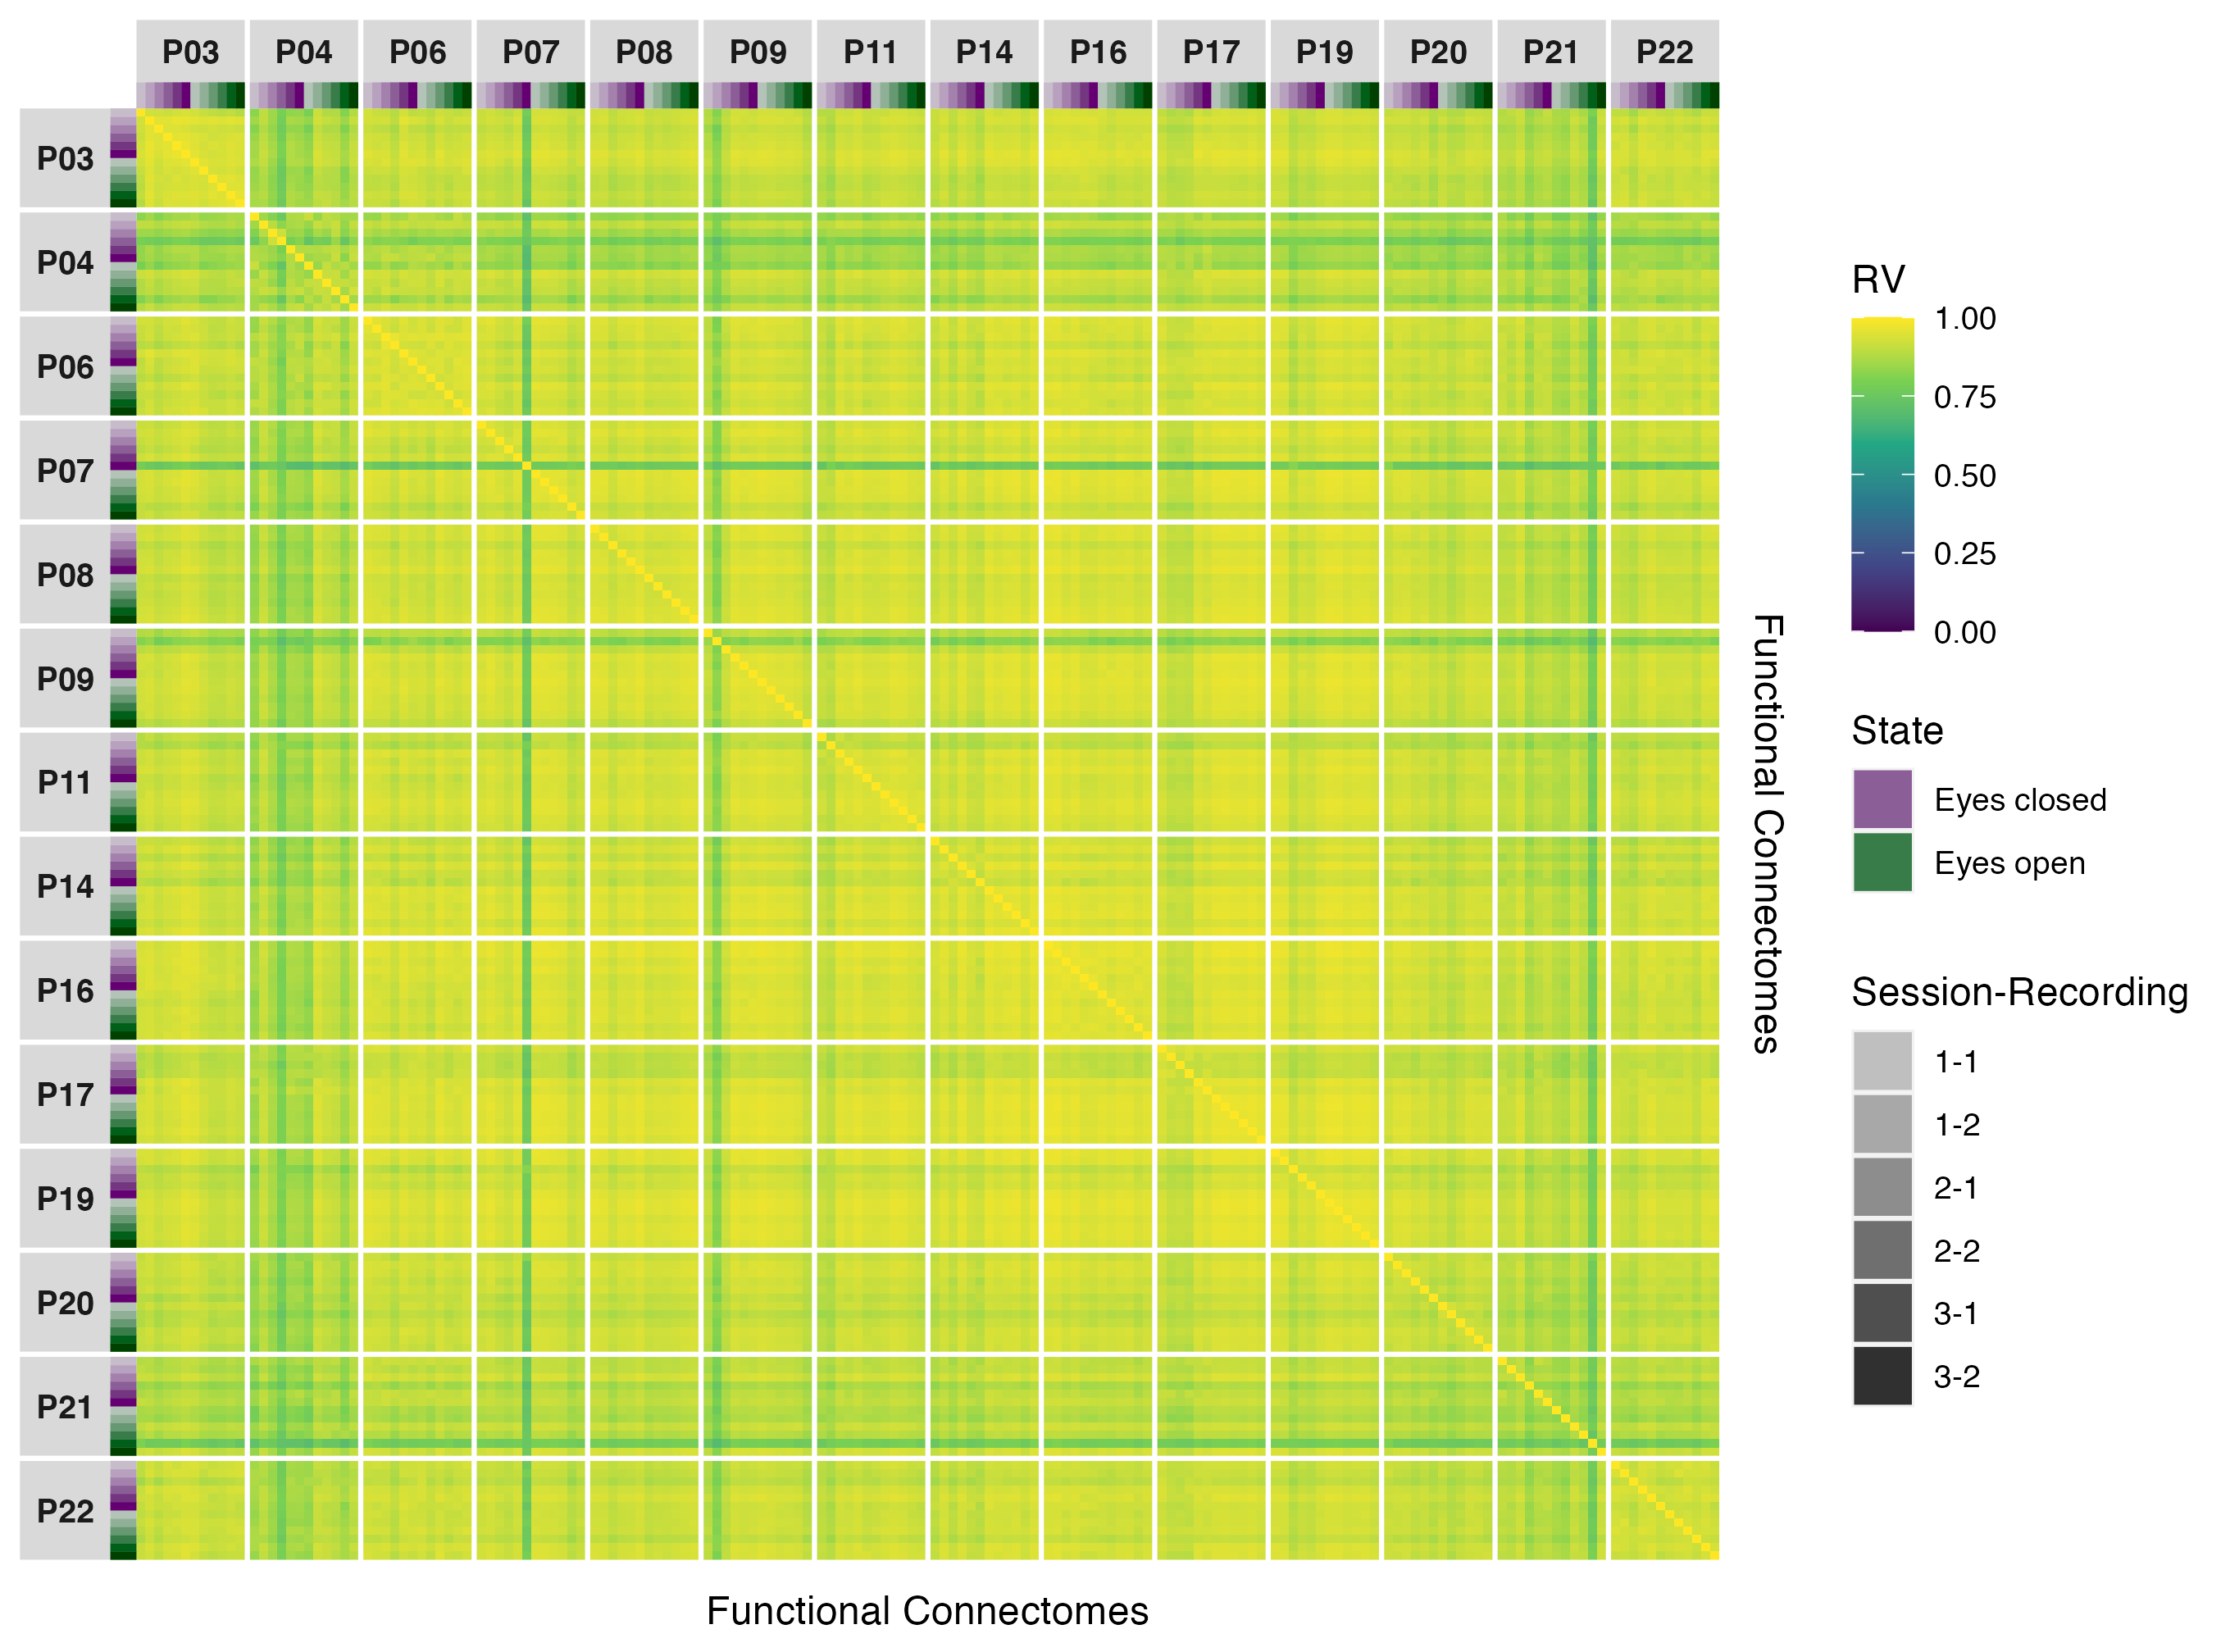 P03 P04 P06 P07 P08 P09 P11 P14 P16 P17 P19 P20 P21 P22
P03
P04
P06
P07
P08
P09
P11
P14
P16
P17
P19
P20
P21
P22
Functional Connectomes
Functional Connectomes
RV
1.00
0.75
0.50
0.25
0.00
State
Eyes closed
Eyes open
Session-Recording
1-1
1-2
2-1
2-2
3-1
3-2